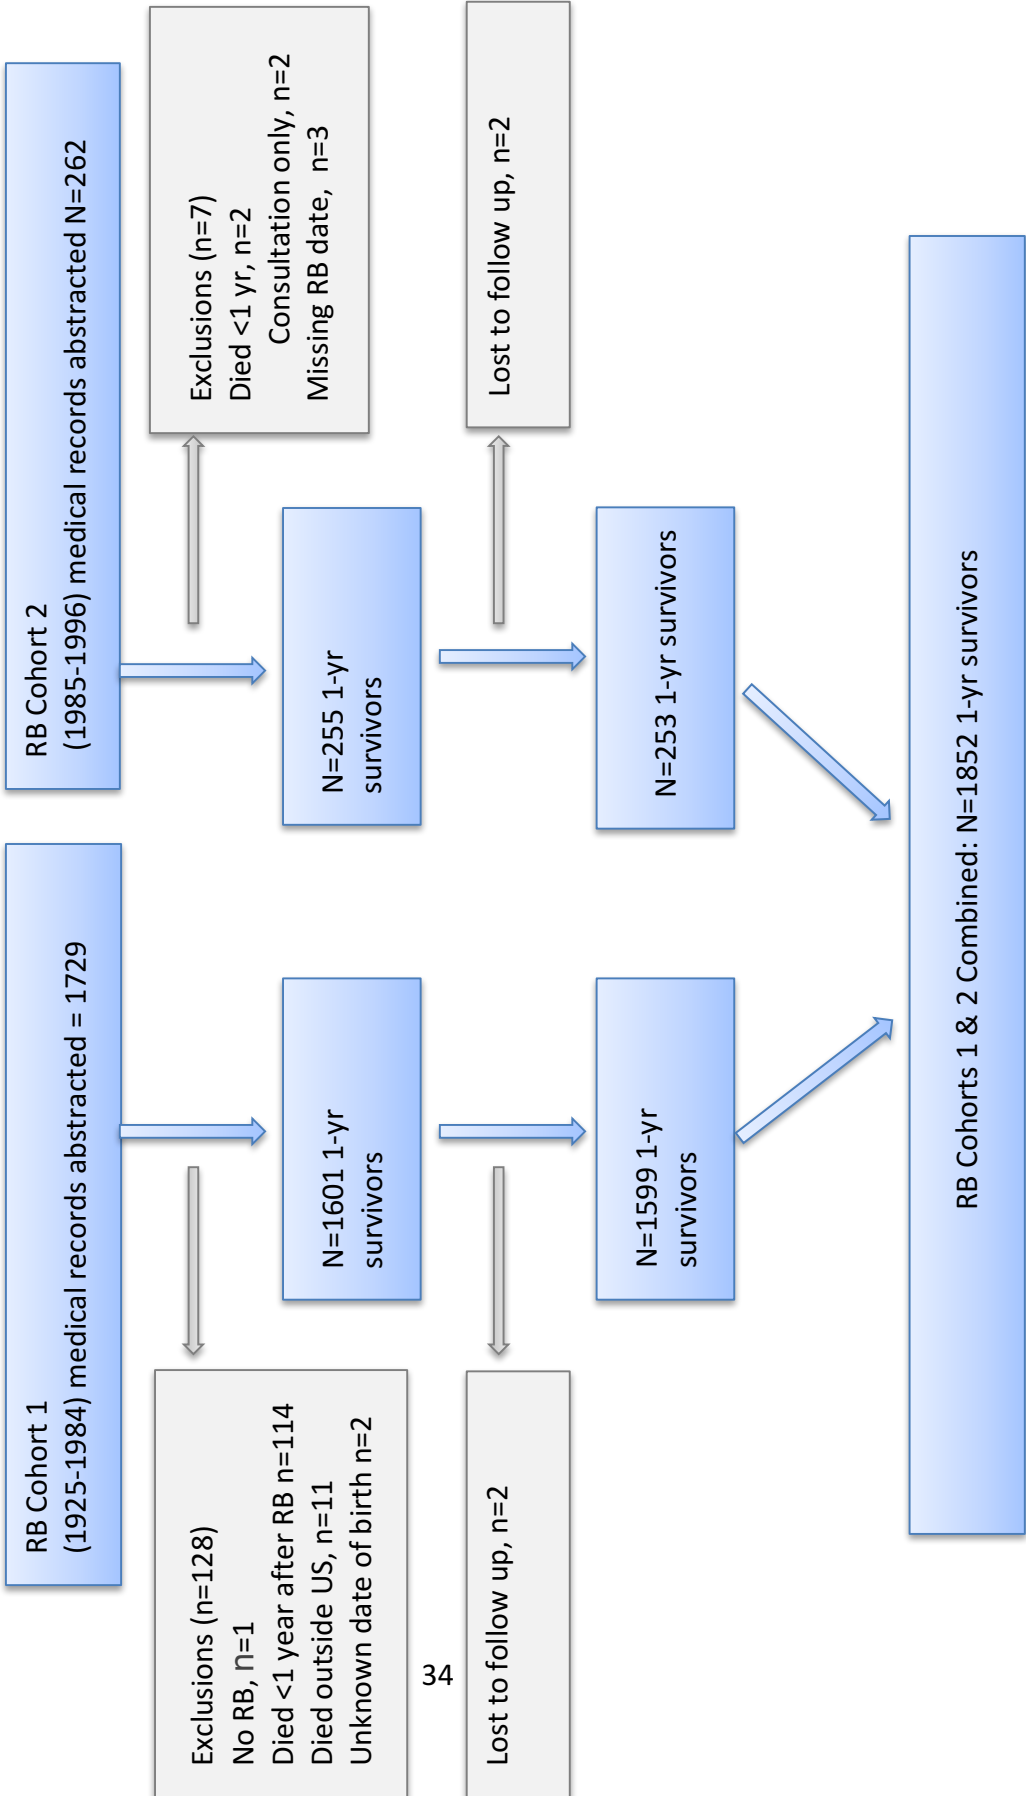 RB Cohort 1
(1925-1984) medical records abstracted = 1729
RB Cohort 2
(1985-1996) medical records abstracted N=262
Exclusions (n=128)
No RB, n=1
Died <1 year after RB n=114
Died outside US, n=11
Unknown date of birth n=2
Exclusions (n=7)
Died <1 yr, n=2
Consultation only, n=2
Missing RB date, n=3
N=1601 1-yr
survivors
N=255 1-yr
survivors
Lost to follow up, n=2
Lost to follow up, n=2
N=1599 1-yr
survivors
N=253 1-yr survivors
RB Cohorts 1 & 2 Combined: N=1852 1-yr survivors
34